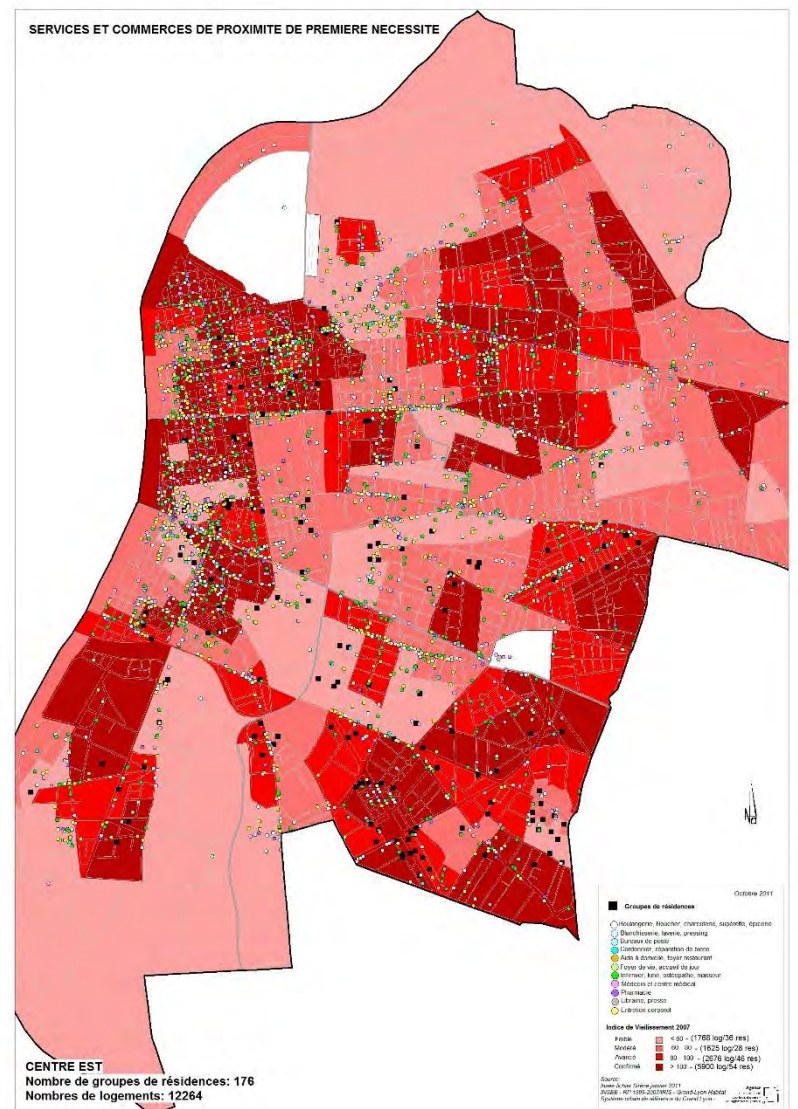 SERVICES ET COMMERCES DE PROXIMITE DE PREMIERE NECESSITE
Octobre 2011
Groupes de résidences
Boulangerie, Boucher, charcuterie, supérette, épicerie
Blanchisserie, laverie, pressing
Bureaux de poste
Cordonnier, réparation de biens
Aide à domicile, foyer restaurant
Foyer de vie, accueil de jour
Infirmier, kiné, ostéopathe, masseur
Médecin et centre médical
Pharmacie
Librairie, presse
Entretien corporel
Indice de Vieillissement 2007
Faible < 60 - (1768 log/36 res)
Modéré 60 - 80 - (1625 log/28 res)
Avancé 80 - 100 - (2676 log/46 res)
Confirmé > 100 - (5900 log/54 res)
Source:
CENTRE EST
Nombre de groupes de résidences: 176
Nombres de logements: 12264